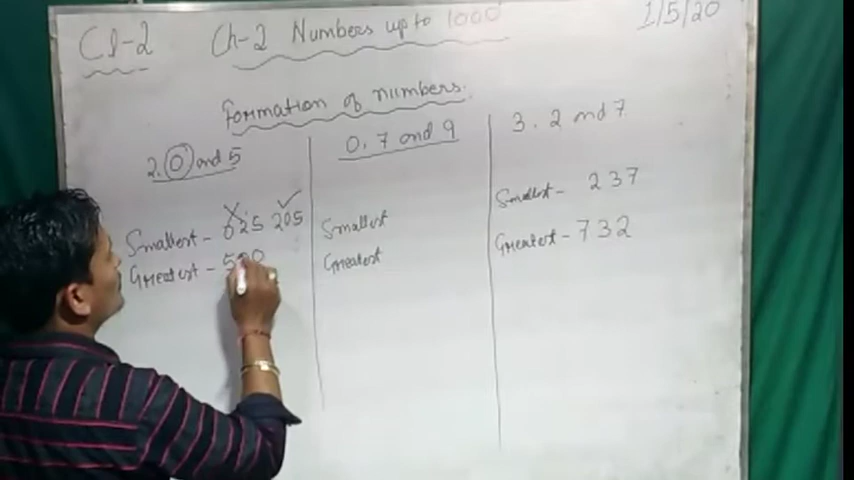 Cl-2 Ch-2 Numbers up to 1000 1/5/20
Formation of numbers.
2, 0 and 5
Smallest - 025 205
Greatest - 520
0, 7 and 9
Smallest
Greatest
3, 2 and 7
Smallest - 237
Greatest - 732